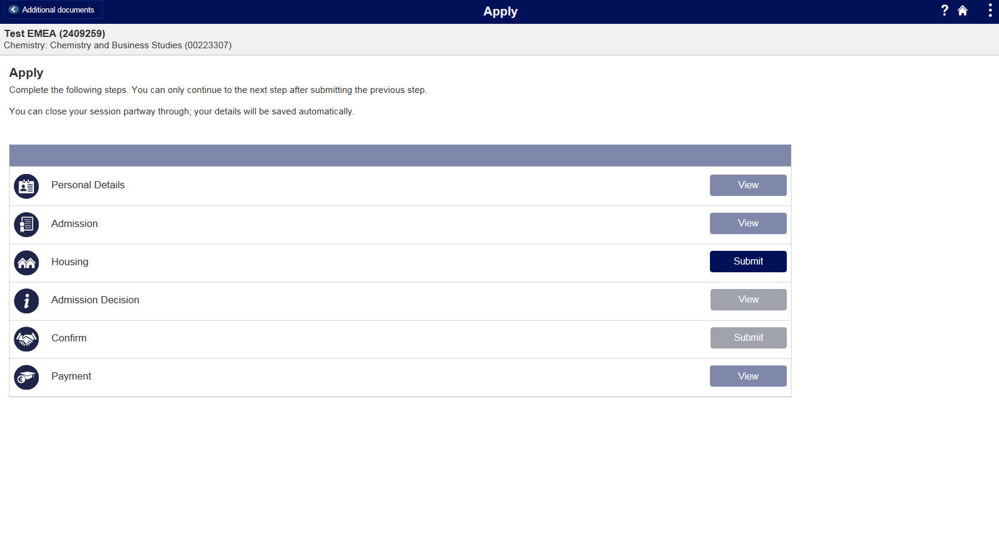 Additional documents
Apply
?
Test EMEA (2409259)
Chemistry: Chemistry and Business Studies (00223307)
Apply
Complete the following steps. You can only continue to the next step after submitting the previous step.
You can close your session partway through; your details will be saved automatically.
Personal Details View
Admission View
Housing Submit
Admission Decision View
Confirm Submit
Payment View